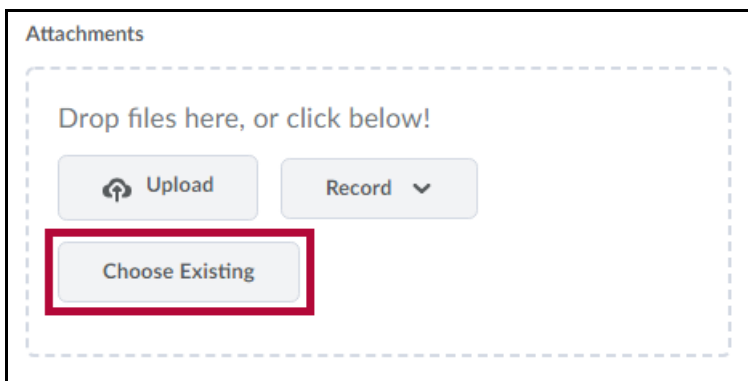 Attachments
Drop files here, or click below!
Upload
Record
Choose Existing